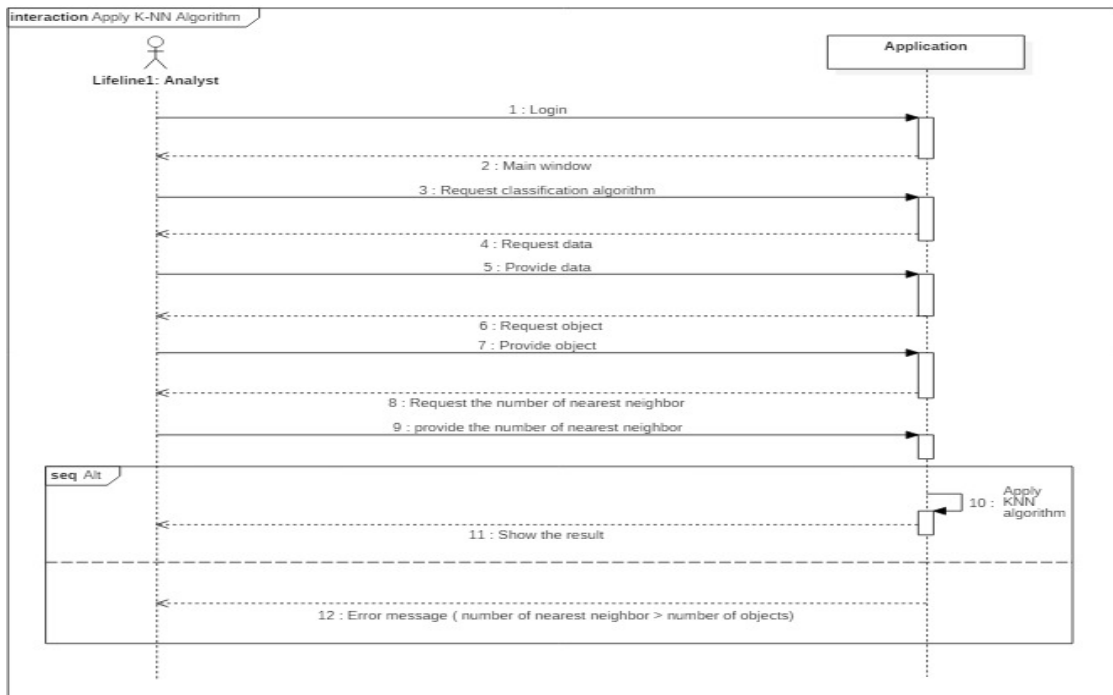 interaction Apply K-NN Algorithm
Application
Lifeline1: Analyst
1 : Login
2 : Main window
3 : Request classification algorithm
4 : Request data
5 : Provide data
6 : Request object
7 : Provide object
8 : Request the number of nearest neighbor
9 : provide the number of nearest neighbor
seq Alt
10 :
Apply
KNN
algorithm
11 : Show the result
12 : Error message ( number of nearest neighbor > number of objects)